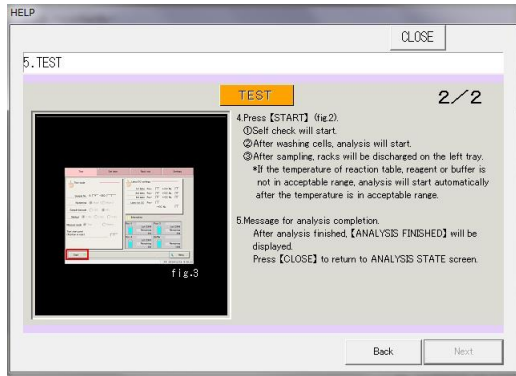 HELP
CLOSE
5.TEST
TEST
2/2
4.Press【START】(fig.2).
①Self check will start.
②After washing cells, analysis will start.
③After sampling, racks will be discharged on the left tray.
*If the temperature of reaction table, reagent or buffer is
not in acceptable range, analysis will start automatically
after the temperature is in acceptable range.
5.Message for analysis completion.
After analysis finished,【ANALYSIS FINISHED】will be
displayed.
Press【CLOSE】to return to ANALYSIS STATE screen.
fig.3
Back
Next